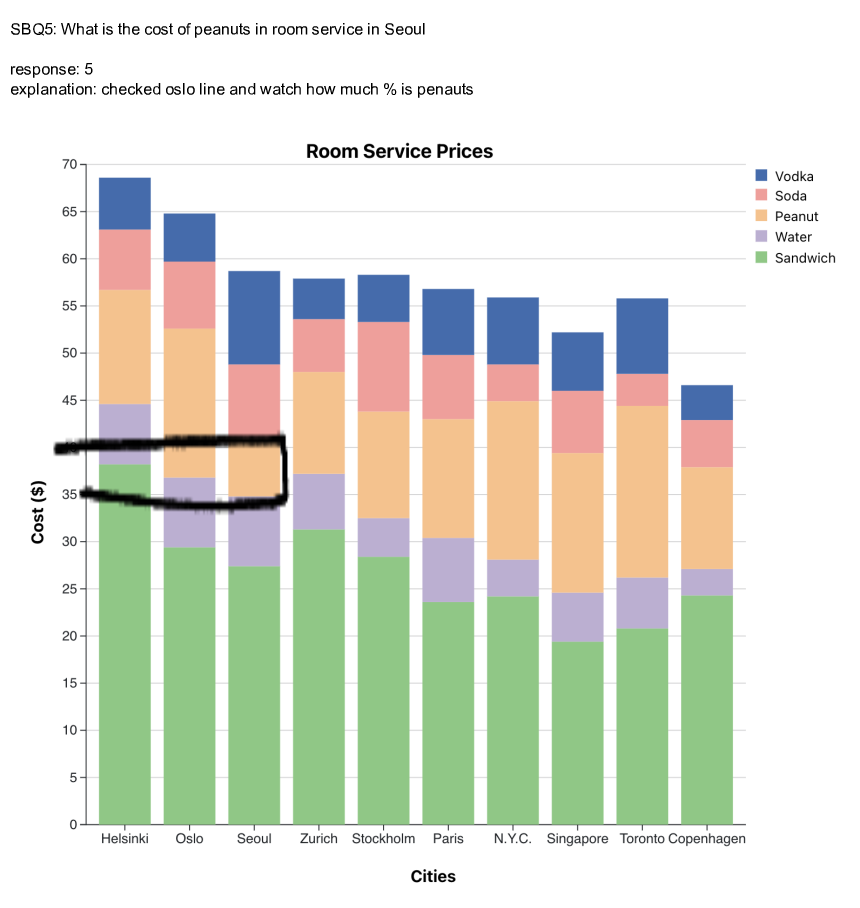 SBQ5: What is the cost of peanuts in room service in Seoul
response: 5
explanation: checked oslo line and watch how much % is penauts
Room Service Prices
70
65
60
55
50
45
35
30
25
20
15
10
5
0
Cost ($)
Vodka
Soda
Peanut
Water
Sandwich
Helsinki Oslo Seoul Zurich Stockholm Paris N.Y.C. Singapore Toronto Copenhagen
Cities